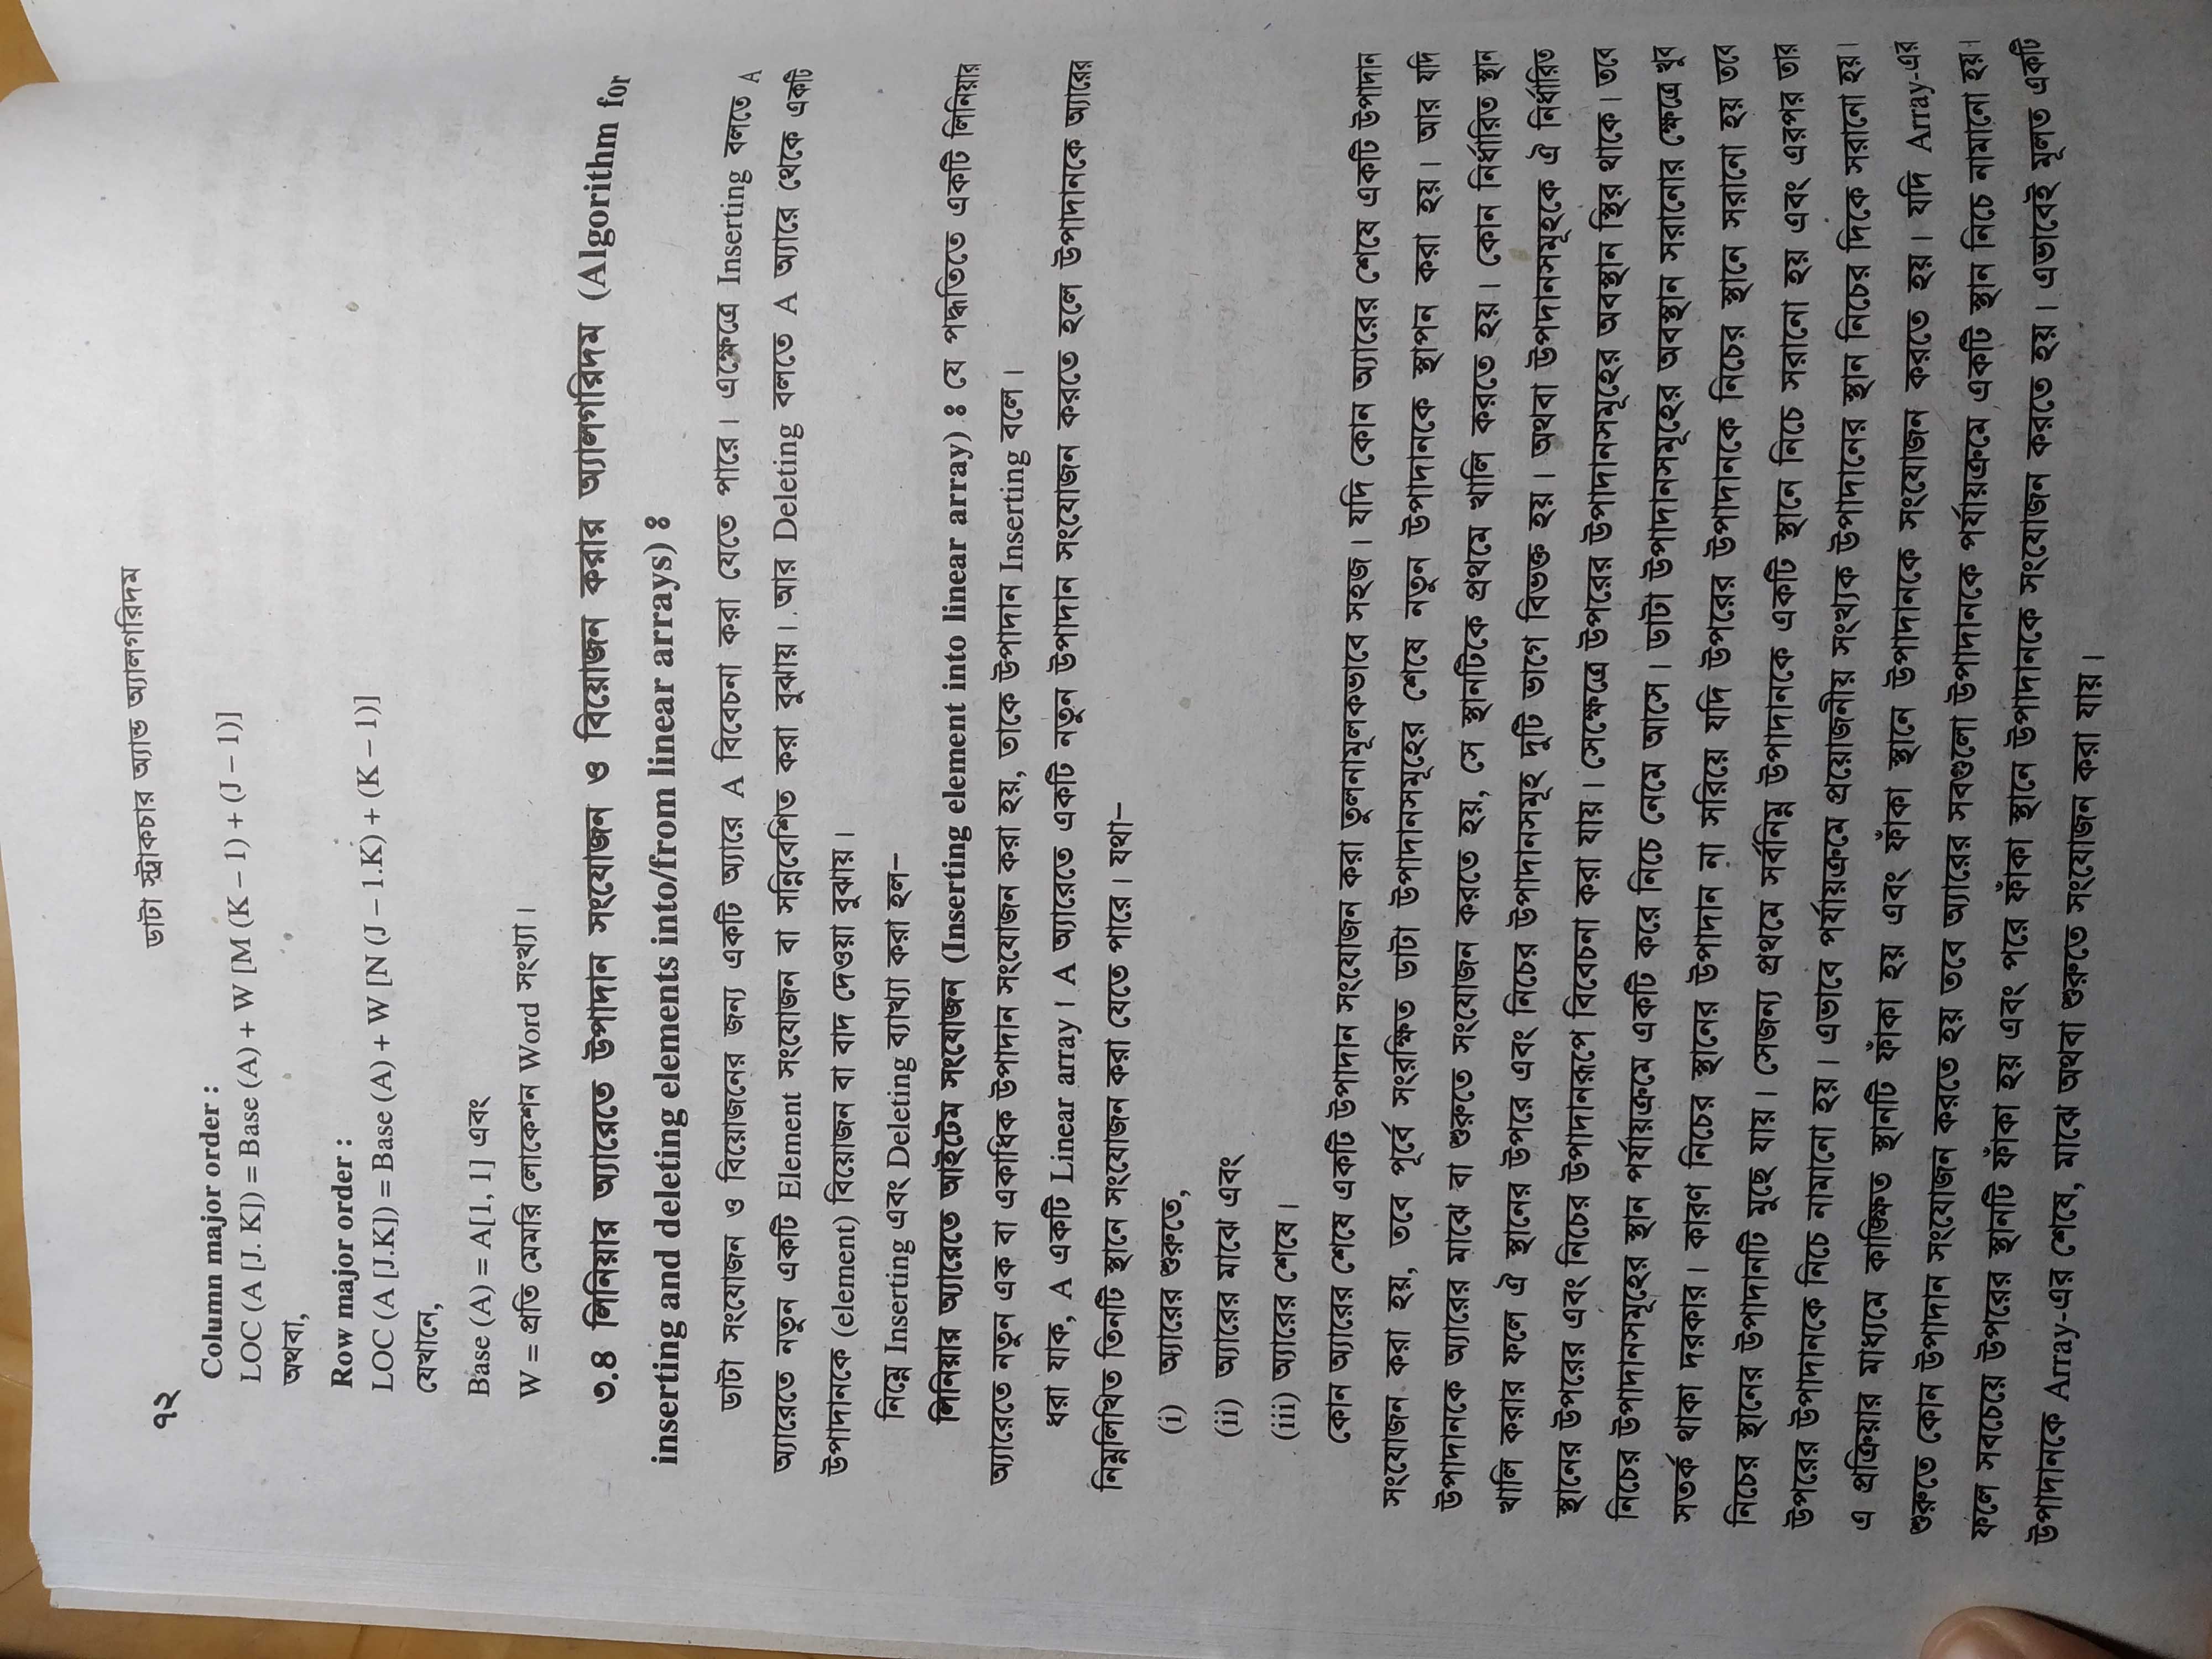 ৭২
ডাটা স্ট্রাকচার অ্যান্ড অ্যালগরিদম
Column major order :
LOC (A [J. K]) = Base (A) + W [M (K – 1) + (J – 1)]
অথবা,
Row major order :
LOC (A [J.K]) = Base (A) + W [N (J – 1.K) + (K – 1)]
যেখানে,
Base (A) = A[1, 1] এবং
W = প্রতি মেমরি লোকেশন Word সংখ্যা।
৩.৪ লিনিয়ার অ্যারেতে উপাদান সংযোজন ও বিয়োজন করার অ্যালগরিদম (Algorithm for
inserting and deleting elements into/from linear arrays) ঃ
ডাটা সংযোজন ও বিয়োজনের জন্য একটি অ্যারে A বিবেচনা করা যেতে পারে। এক্ষেত্রে Inserting বলতে A
অ্যারেতে নতুন একটি Element সংযোজন বা সন্নিবেশিত করা বুঝায়। আর Deleting বলতে A অ্যারে থেকে একটি
উপাদানকে (element) বিয়োজন বা বাদ দেওয়া বুঝায়।
নিম্নে Inserting এবং Deleting ব্যাখ্যা করা হল–
লিনিয়ার অ্যারেতে আইটেম সংযোজন (Inserting element into linear array) ঃ যে পদ্ধতিতে একটি লিনিয়ার
অ্যারেতে নতুন এক বা একাধিক উপাদান সংযোজন করা হয়, তাকে উপাদান Inserting বলে।
ধরা যাক, A একটি Linear array। A অ্যারেতে একটি নতুন উপাদান সংযোজন করতে হলে উপাদানকে অ্যারের
নিম্নলিখিত তিনটি স্থানে সংযোজন করা যেতে পারে। যথা–
(i) অ্যারের শুরুতে,
(ii) অ্যারের মাঝে এবং
(iii) অ্যারের শেষে।
কোন অ্যারের শেষে একটি উপাদান সংযোজন করা তুলনামূলকভাবে সহজ। যদি কোন অ্যারের শেষে একটি উপাদান
সংযোজন করা হয়, তবে পূর্বে সংরক্ষিত ডাটা উপাদানসমূহের শেষে নতুন উপাদানকে স্থাপন করা হয়। আর যদি
উপাদানকে অ্যারের মাঝে বা শুরুতে সংযোজন করতে হয়, সে স্থানটিকে প্রথমে খালি করতে হয়। কোন নির্ধারিত স্থান
খালি করার ফলে ঐ স্থানের উপরে এবং নিচের উপাদানসমূহ দুটি ভাগে বিভক্ত হয়। অথবা উপাদানসমূহকে ঐ নির্ধারিত
স্থানের উপরের এবং নিচের উপাদানরূপে বিবেচনা করা যায়। সেক্ষেত্রে উপরের উপাদানসমূহের অবস্থান স্থির থাকে। তবে
নিচের উপাদানসমূহের স্থান পর্যায়ক্রমে একটি করে নিচে নেমে আসে। ডাটা উপাদানসমূহের অবস্থান সরানোর ক্ষেত্রে খুব
সতর্ক থাকা দরকার। কারণ নিচের স্থানের উপাদান না সরিয়ে যদি উপরের উপাদানকে নিচের স্থানে সরানো হয় তবে
নিচের স্থানের উপাদানটি মুছে যায়। সেজন্য প্রথমে সর্বনিম্ন উপাদানকে একটি স্থানে নিচে সরানো হয় এবং এরপর তার
উপরের উপাদানকে নিচে নামানো হয়। এভাবে পর্যায়ক্রমে প্রয়োজনীয় সংখ্যক উপাদানের স্থান নিচের দিকে সরানো হয়।
এ প্রক্রিয়ার মাধ্যমে কাঙ্ক্ষিত স্থানটি ফাঁকা হয় এবং ফাঁকা স্থানে উপাদানকে সংযোজন করতে হয়। যদি Array-এর
শুরুতে কোন উপাদান সংযোজন করতে হয় তবে অ্যারের সবগুলো উপাদানকে পর্যায়ক্রমে একটি স্থান নিচে নামানো হয়।
ফলে সবচেয়ে উপরের স্থানটি ফাঁকা হয় এবং পরে ফাঁকা স্থানে উপাদানকে সংযোজন করতে হয়। এভাবেই মূলত একটি
উপাদানকে Array-এর শেষে, মাঝে অথবা শুরুতে সংযোজন করা যায়।